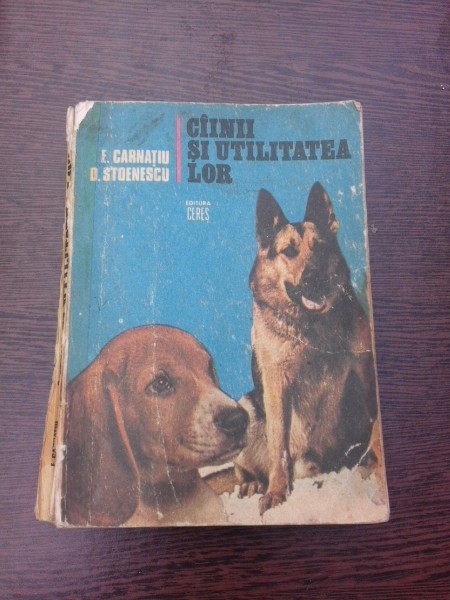 E. CARNAȚIU
D. STOENESCU
CÎINII
ȘI UTILITATEA
LOR
EDITURA
CERES